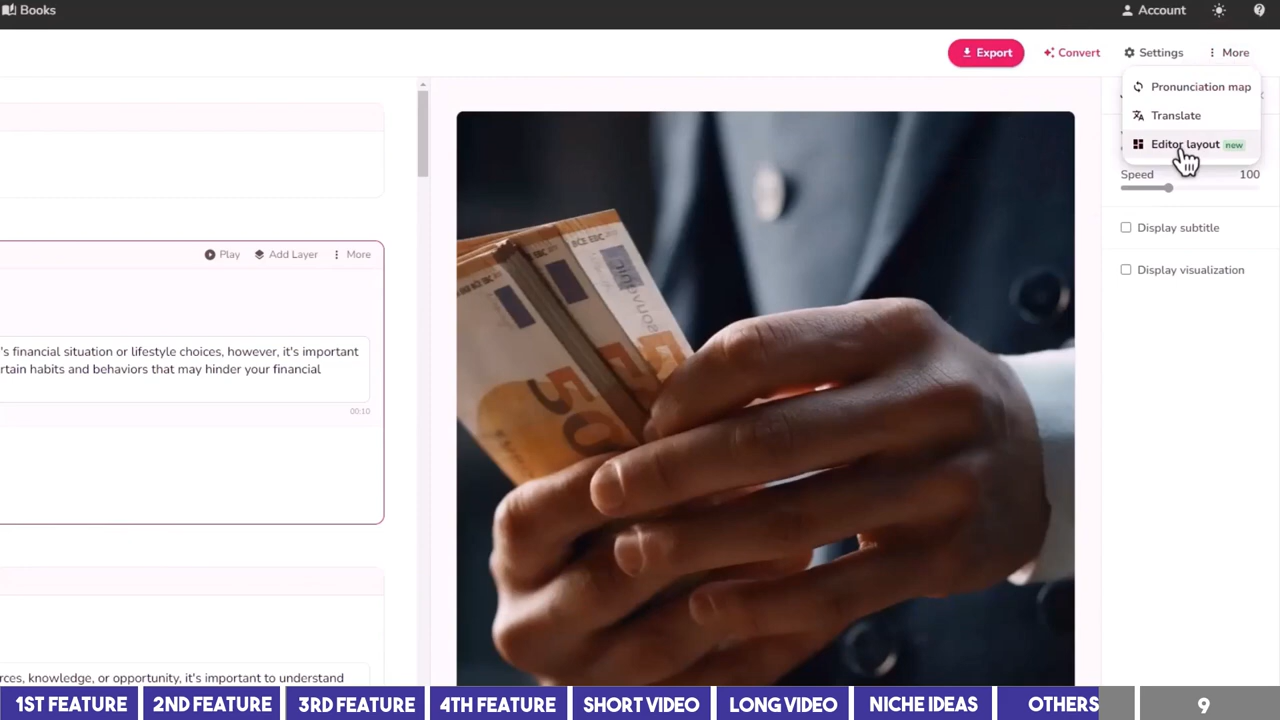 Books
Account
Export
Convert
Settings
More
Pronunciation map
Translate
Editor layout new
Speed
100
Display subtitle
Display visualization
Play
Add Layer
More
's financial situation or lifestyle choices, however, it's important
rtain habits and behaviors that may hinder your financial
00:10
BCE EBC
50
rces, knowledge, or opportunity, it's important to understand
1ST FEATURE
2ND FEATURE
3RD FEATURE
4TH FEATURE
SHORT VIDEO
LONG VIDEO
NICHE IDEAS
OTHERS
9